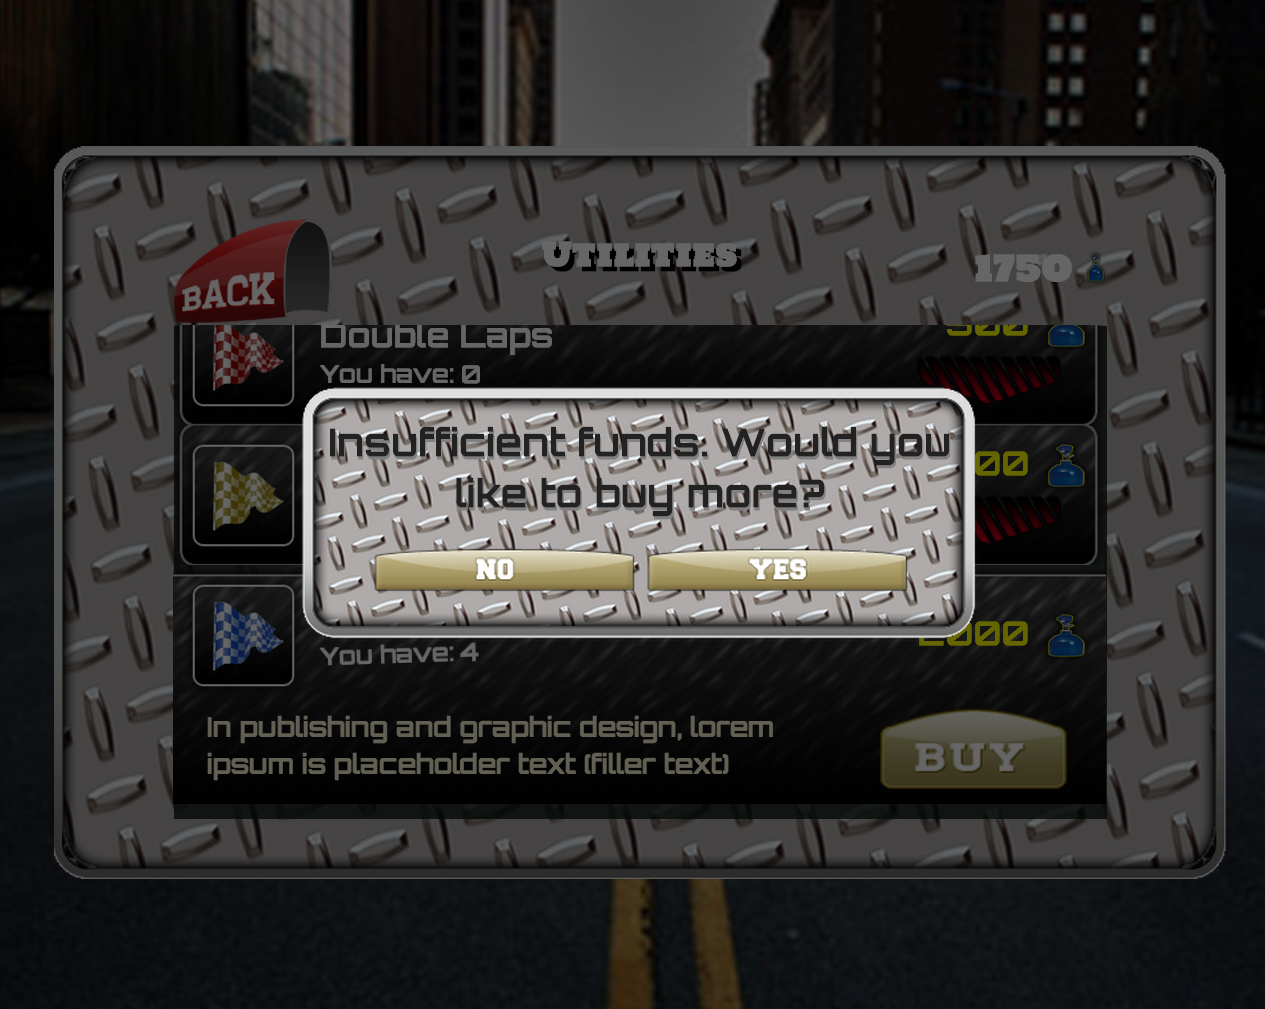 Utilities
1750
BACK
Double Laps
You have: 0
Insufficient funds. Would you
like to buy more?
NO
YES
You have: 4
In publishing and graphic design, lorem
ipsum is placeholder text (filler text)
BUY